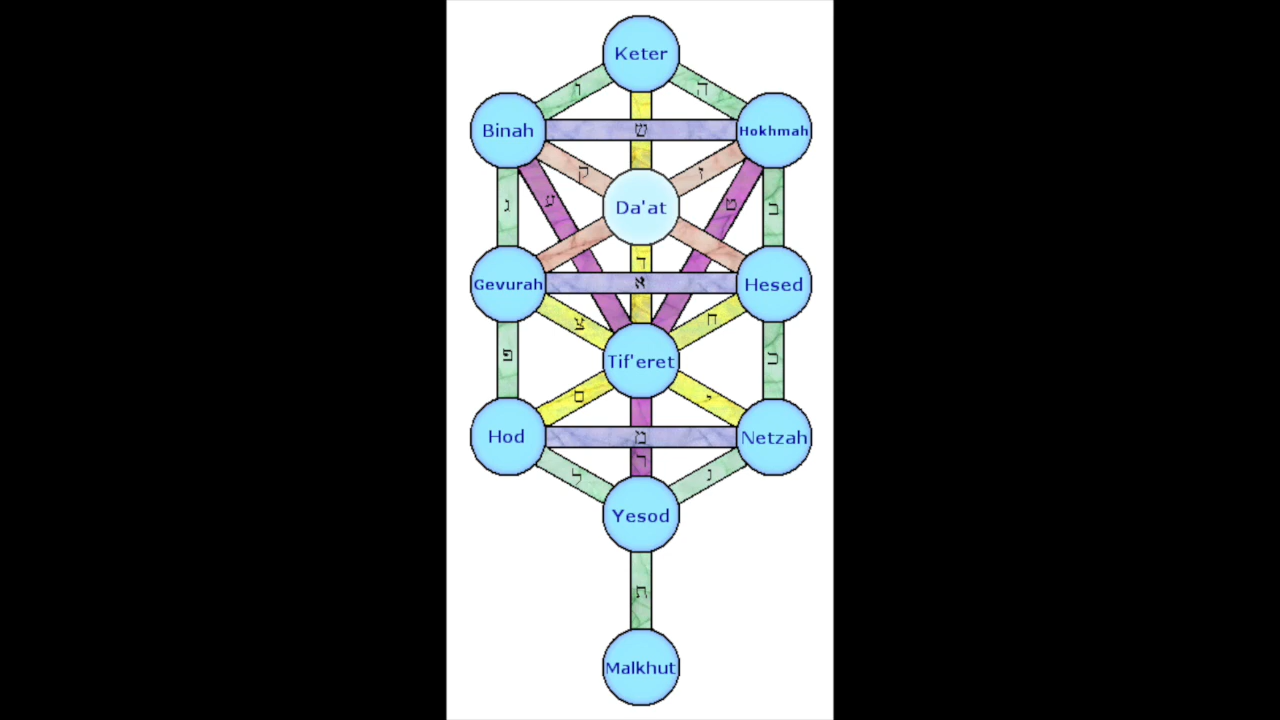 Keter
ו
ה
Binah
ש
Hokhmah
ק
ז
ג
ע
Da'at
ט
ב
ד
Gevurah
א
Hesed
צ
ח
פ
Tif'eret
כ
ס
י
Hod
מ
Netzah
ר
ל
נ
Yesod
ת
Malkhut